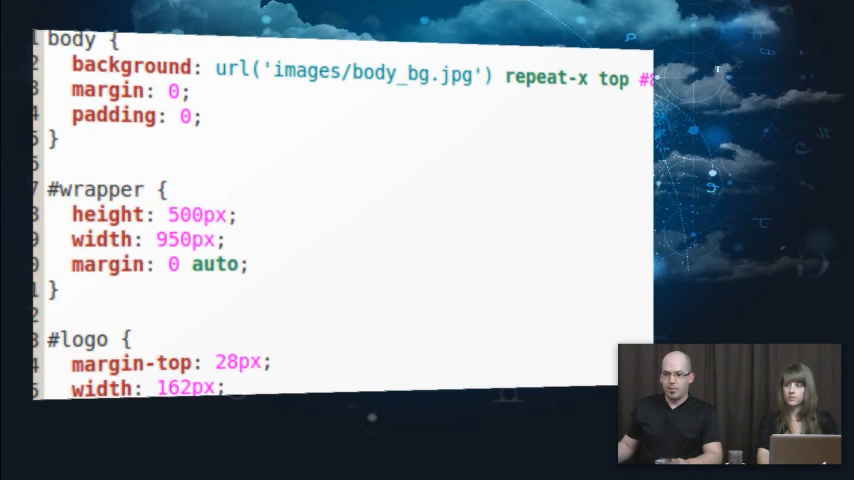 1 body {
2 background: url('images/body_bg.jpg') repeat-x top #8
3 margin: 0;
4 padding: 0;
5 }
6
7 #wrapper {
8 height: 500px;
9 width: 950px;
0 margin: 0 auto;
1 }
2
3 #logo {
4 margin-top: 28px;
5 width: 162px;